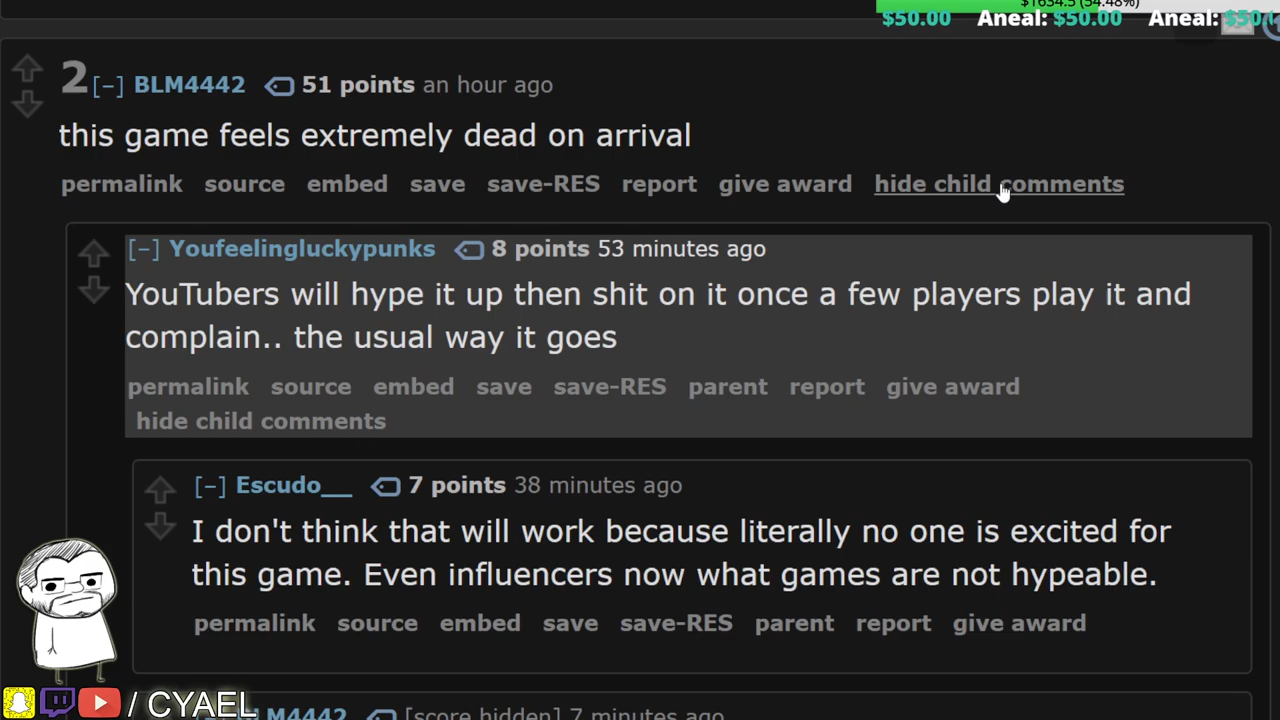 $1634.5 (54.48%)
$50.00 Aneal: $50.00 Aneal: $50.
2 [–] BLM4442 51 points an hour ago
this game feels extremely dead on arrival
permalink source embed save save-RES report give award hide child comments
[–] Youfeelingluckypunks 8 points 53 minutes ago
YouTubers will hype it up then shit on it once a few players play it and
complain.. the usual way it goes
permalink source embed save save-RES parent report give award
hide child comments
[–] Escudo__ 7 points 38 minutes ago
I don't think that will work because literally no one is excited for
this game. Even influencers now what games are not hypeable.
permalink source embed save save-RES parent report give award
/ CYAEL
M4442 [score hidden] 7 minutes ago